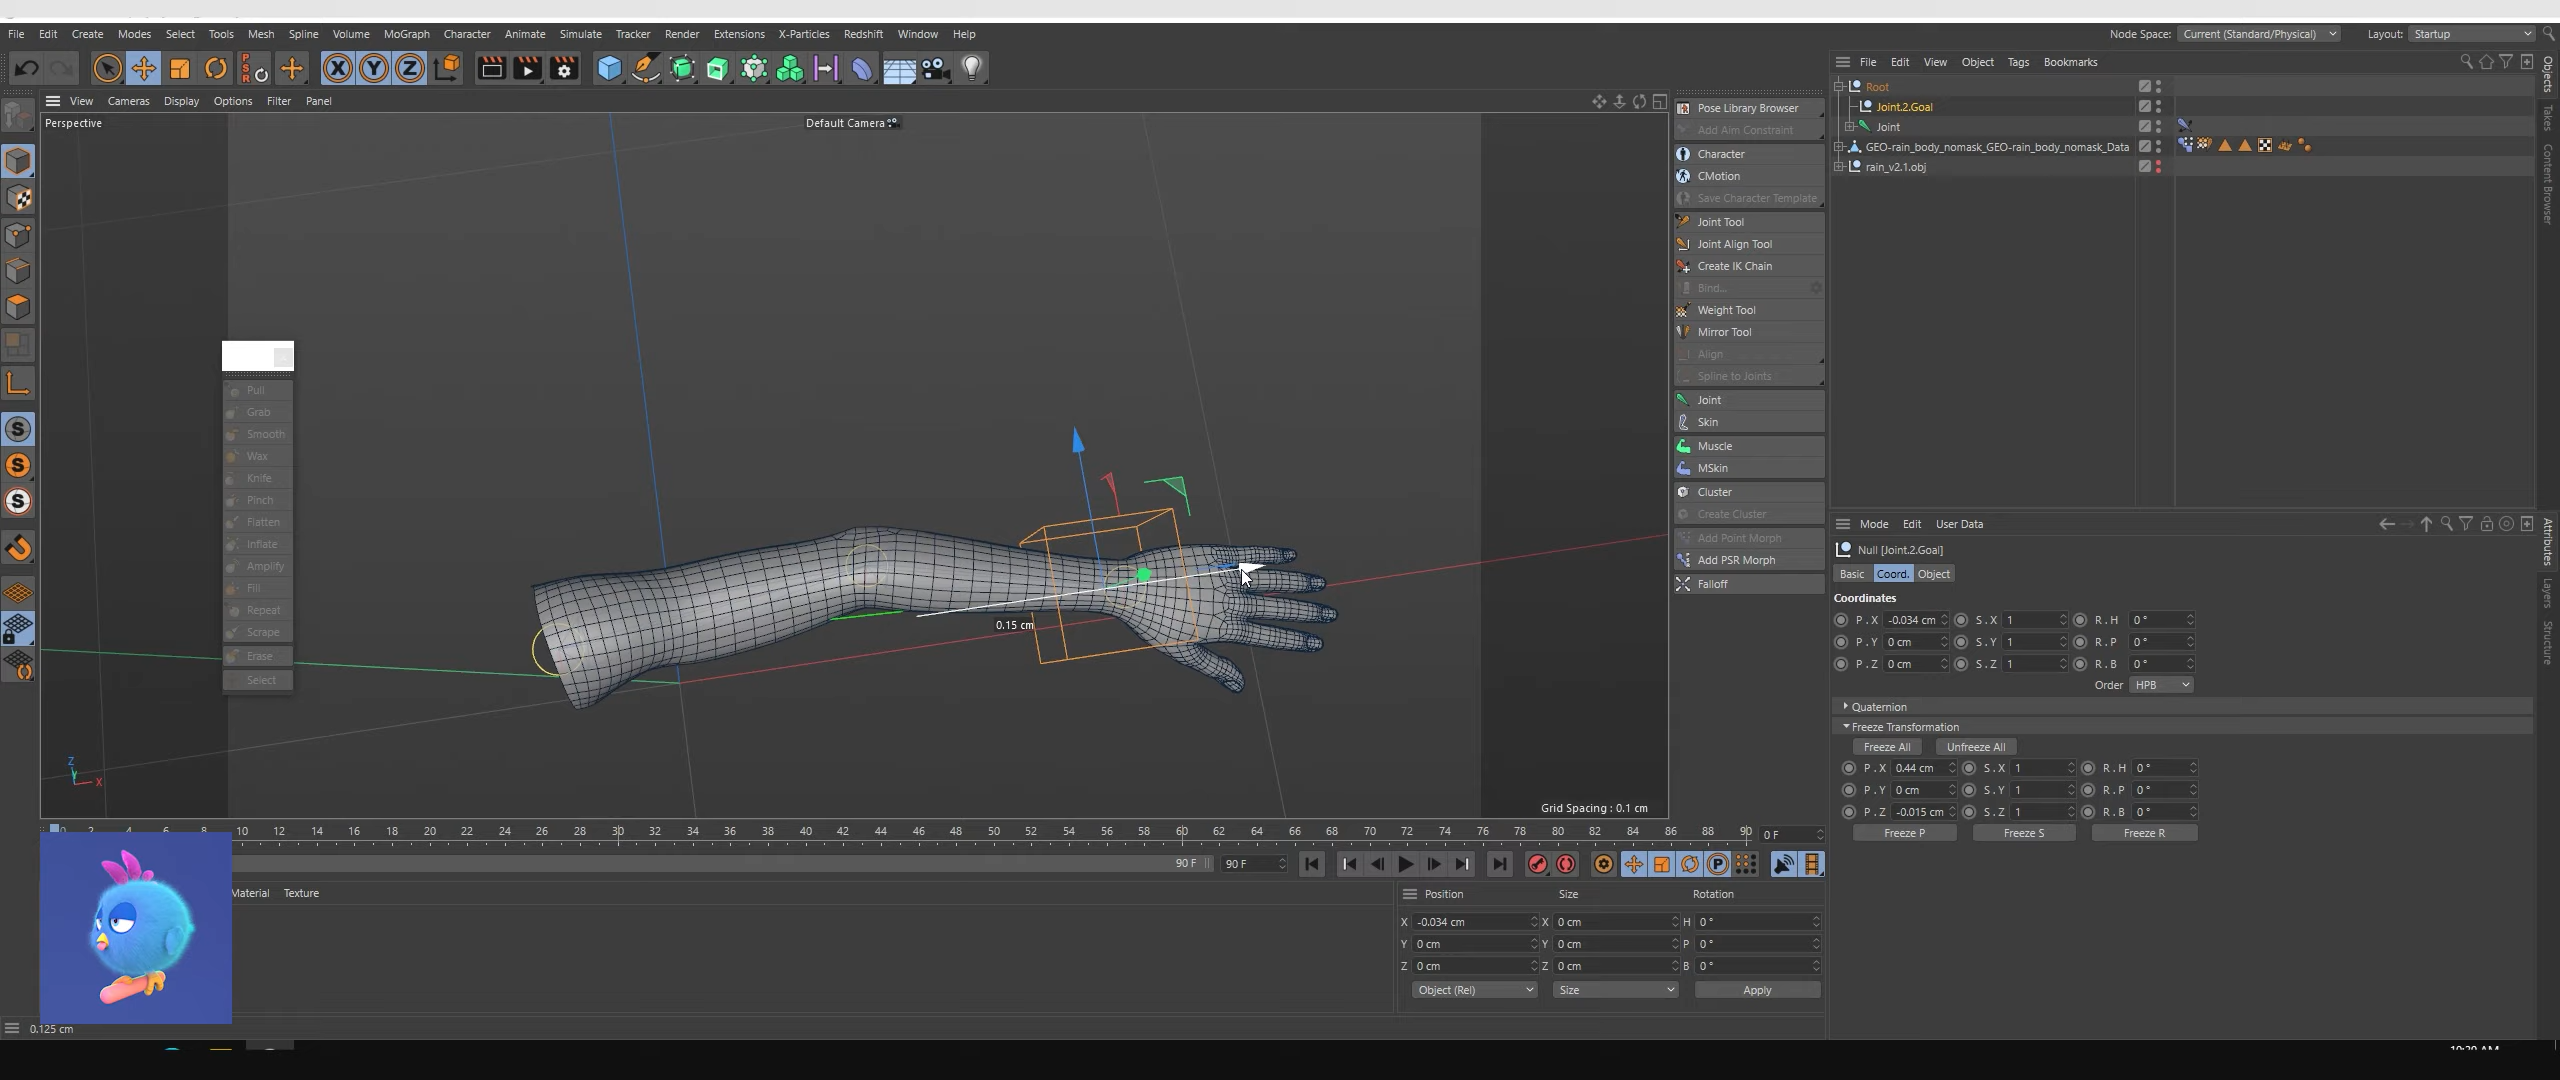 File Edit Create Modes Select Tools Mesh Spline Volume MoGraph Character Animate Simulate Tracker Render Extensions X-Particles Redshift Window Help
Node Space: Current (Standard/Physical) Layout: Startup
P S R X Y Z
File Edit View Object Tags Bookmarks
View Cameras Display Options Filter Panel
Perspective
Default Camera
Root
Joint.2.Goal
Joint
GEO-rain_body_nomask_GEO-rain_body_nomask_Data
rain_v2.1.obj
Objects
Takes
Content Browser
Pose Library Browser
Add Aim Constraint
Character
CMotion
Save Character Template
Joint Tool
Joint Align Tool
Create IK Chain
Bind...
Weight Tool
Mirror Tool
Align
Spline to Joints
Joint
Skin
Muscle
MSkin
Cluster
Create Cluster
Add Point Morph
Add PSR Morph
Falloff
Pull
Grab
Smooth
Wax
Knife
Pinch
Flatten
Inflate
Amplify
Fill
Repeat
Scrape
Erase
Select
S
S
S
0.15 cm
Z
Y
X
Grid Spacing : 0.1 cm
Mode Edit User Data
Null [Joint.2.Goal]
Basic Coord. Object
Coordinates
P . X -0.034 cm S . X 1 R . H 0 °
P . Y 0 cm S . Y 1 R . P 0 °
P . Z 0 cm S . Z 1 R . B 0 °
Order HPB
Quaternion
Freeze Transformation
Freeze All Unfreeze All
P . X 0.44 cm S . X 1 R . H 0 °
P . Y 0 cm S . Y 1 R . P 0 °
P . Z -0.015 cm S . Z 1 R . B 0 °
Freeze P Freeze S Freeze R
Attributes
Layers
Structure
0 2 4 6 8 10 12 14 16 18 20 22 24 26 28 30 32 34 36 38 40 42 44 46 48 50 52 54 56 58 60 62 64 66 68 70 72 74 76 78 80 82 84 86 88 90 0 F
90 F 90 F
P
Material Texture
Position Size Rotation
X -0.034 cm X 0 cm H 0 °
Y 0 cm Y 0 cm P 0 °
Z 0 cm Z 0 cm B 0 °
Object (Rel) Size Apply
0.125 cm